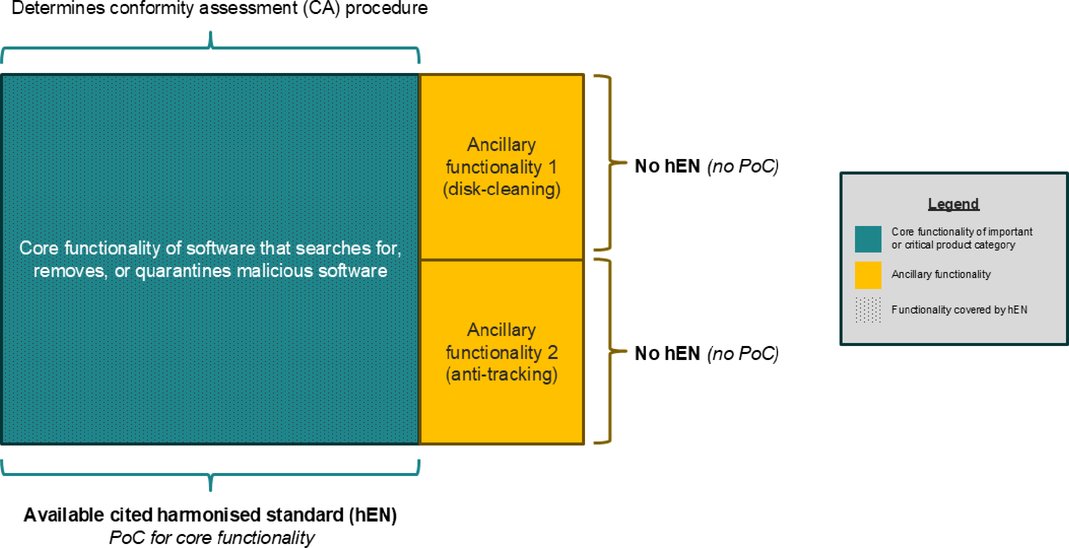 Determines conformity assessment (CA) procedure
Core functionality of software that searches for,
removes, or quarantines malicious software
Ancillary
functionality 1
(disk-cleaning)
No hEN (no PoC)
Ancillary
functionality 2
(anti-tracking)
No hEN (no PoC)
Available cited harmonised standard (hEN)
PoC for core functionality
Legend
Core functionality of important
or critical product category
Ancillary functionality
Functionality covered by hEN